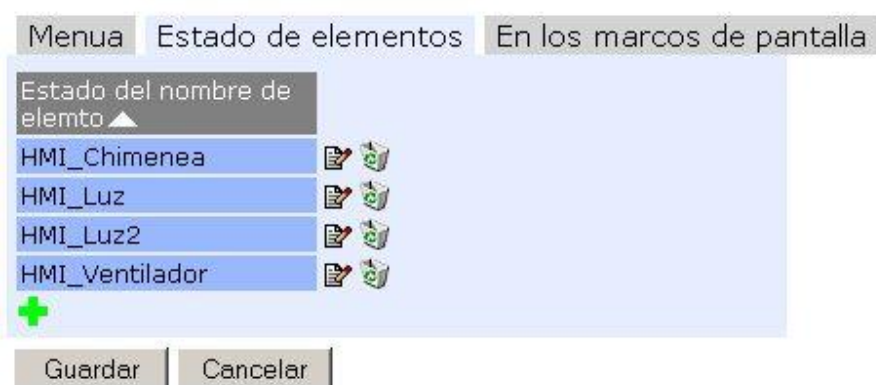 Menua Estado de elementos En los marcos de pantalla
Estado del nombre de
elemto
HMI_Chimenea
HMI_Luz
HMI_Luz2
HMI_Ventilador
Guardar Cancelar